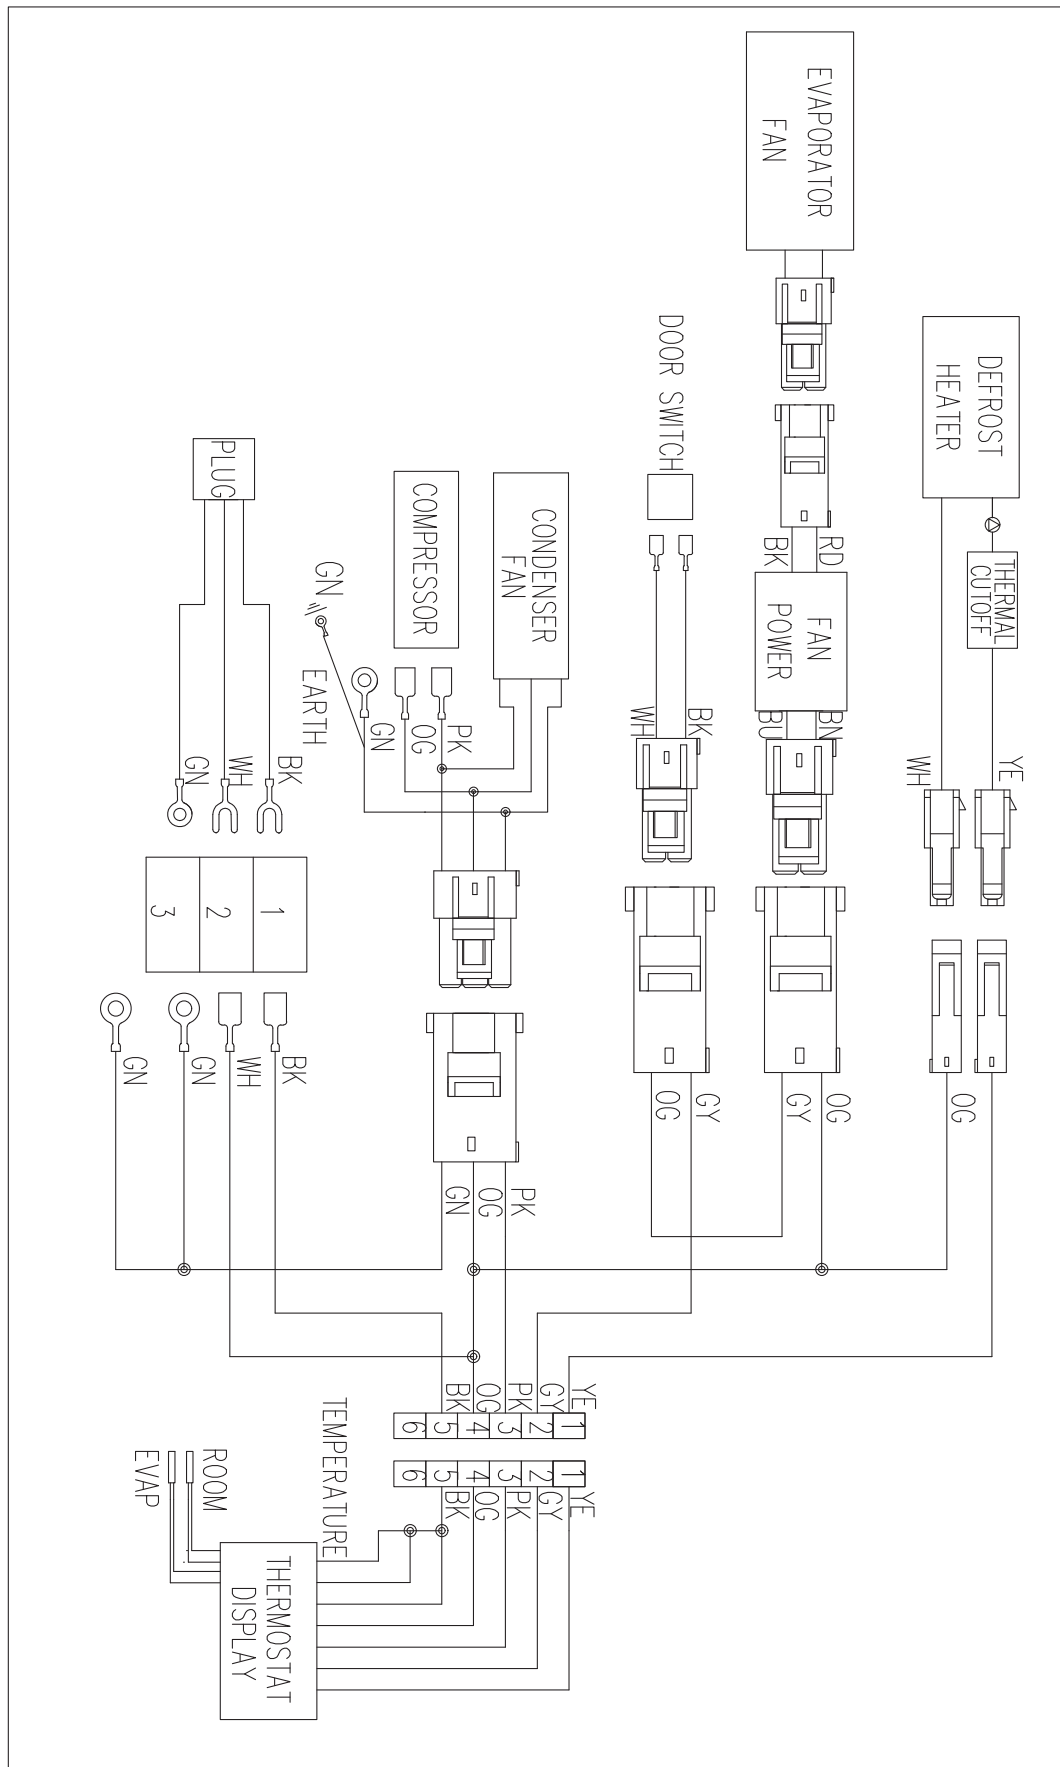 EVAPORATOR
FAN
DEFROST
HEATER
DOOR SWITCH
PLUG
COMPRESSOR
CONDENSER
FAN
RD
BK
THERMAL
CUTOFF
GN
FAN
POWER
EARTH
GN
OG
PK
WH
BK
BU
BN
WH
YE
GN
WH
BK
3
2
1
GN
GN
WH
BK
OG
GY
GY
OG
OG
GN
OG
PK
BK
OG
PK
GY
YE
6
5
4
3
2
1
TEMPERATURE
6
5
4
3
2
1
EVAP
ROOM
BK
OG
PK
GY
YE
THERMOSTAT
DISPLAY